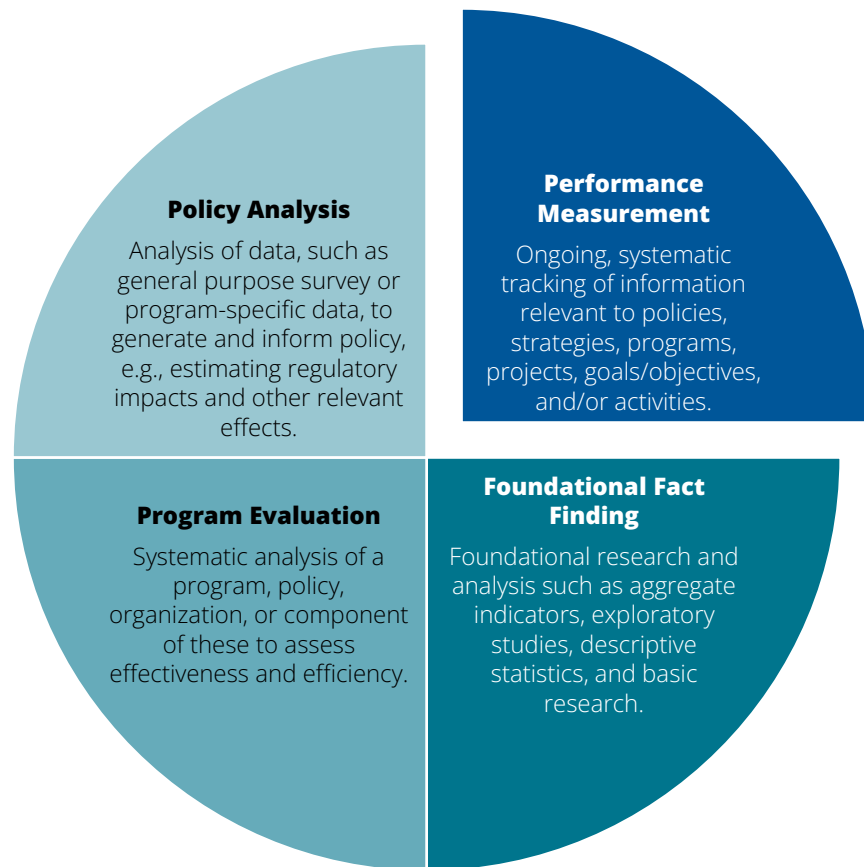 Policy Analysis
Analysis of data, such as
general purpose survey or
program-specific data, to
generate and inform policy,
e.g., estimating regulatory
impacts and other relevant
effects.
Performance
Measurement
Ongoing, systematic
tracking of information
relevant to policies,
strategies, programs,
projects, goals/objectives,
and/or activities.
Program Evaluation
Systematic analysis of a
program, policy,
organization, or component
of these to assess
effectiveness and efficiency.
Foundational Fact
Finding
Foundational research and
analysis such as aggregate
indicators, exploratory
studies, descriptive
statistics, and basic
research.